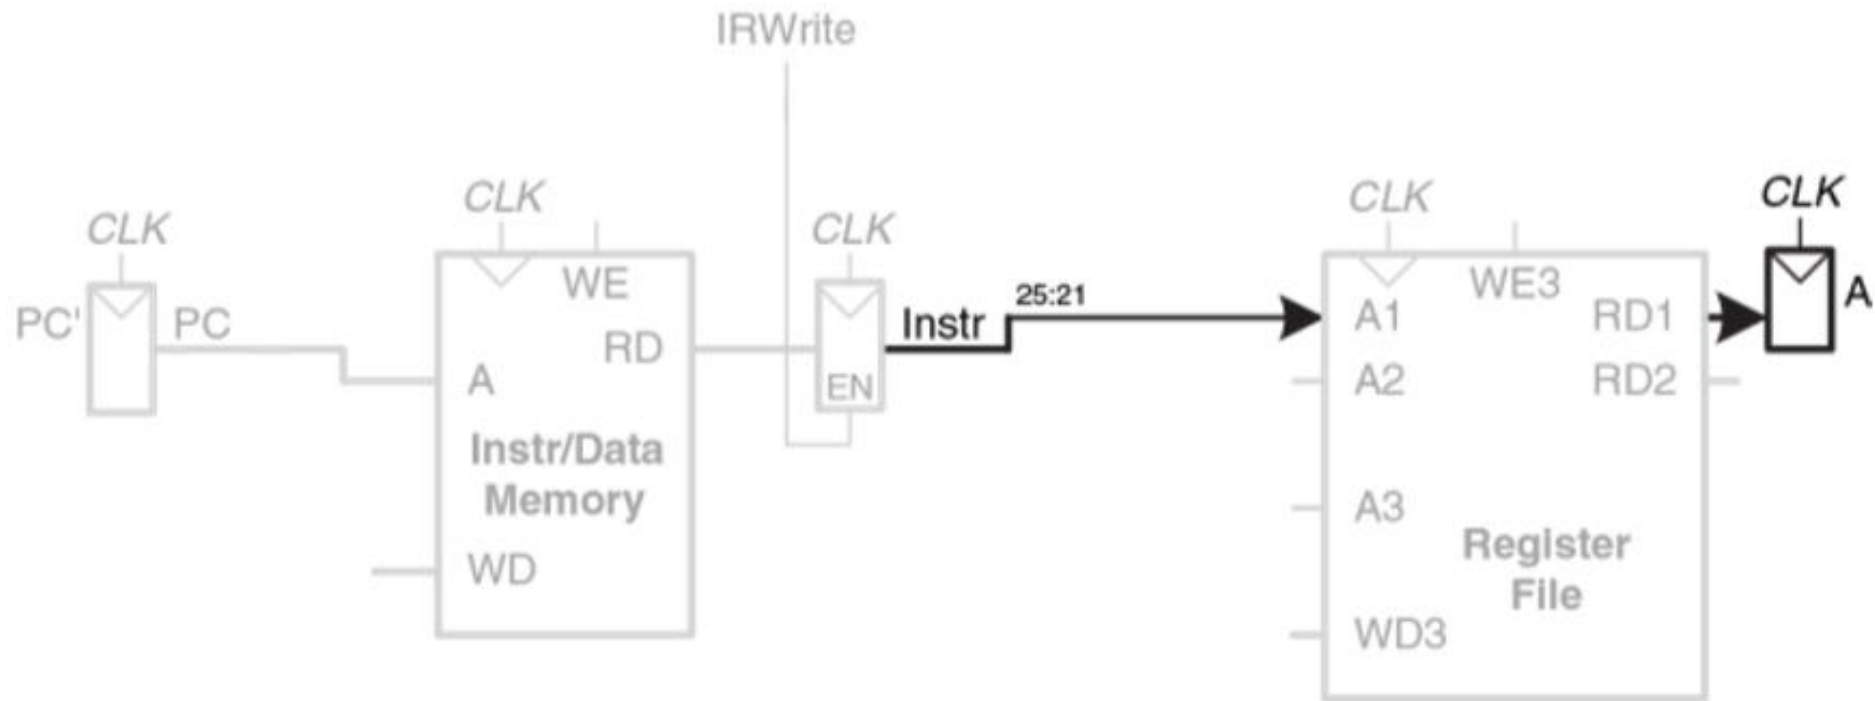 IRWrite
CLK
CLK
CLK
CLK
CLK
PC'
PC
WE
RD
A
Instr/Data
Memory
WD
EN
Instr
25:21
A1
WE3
RD1
A
A2
RD2
A3
Register
File
WD3